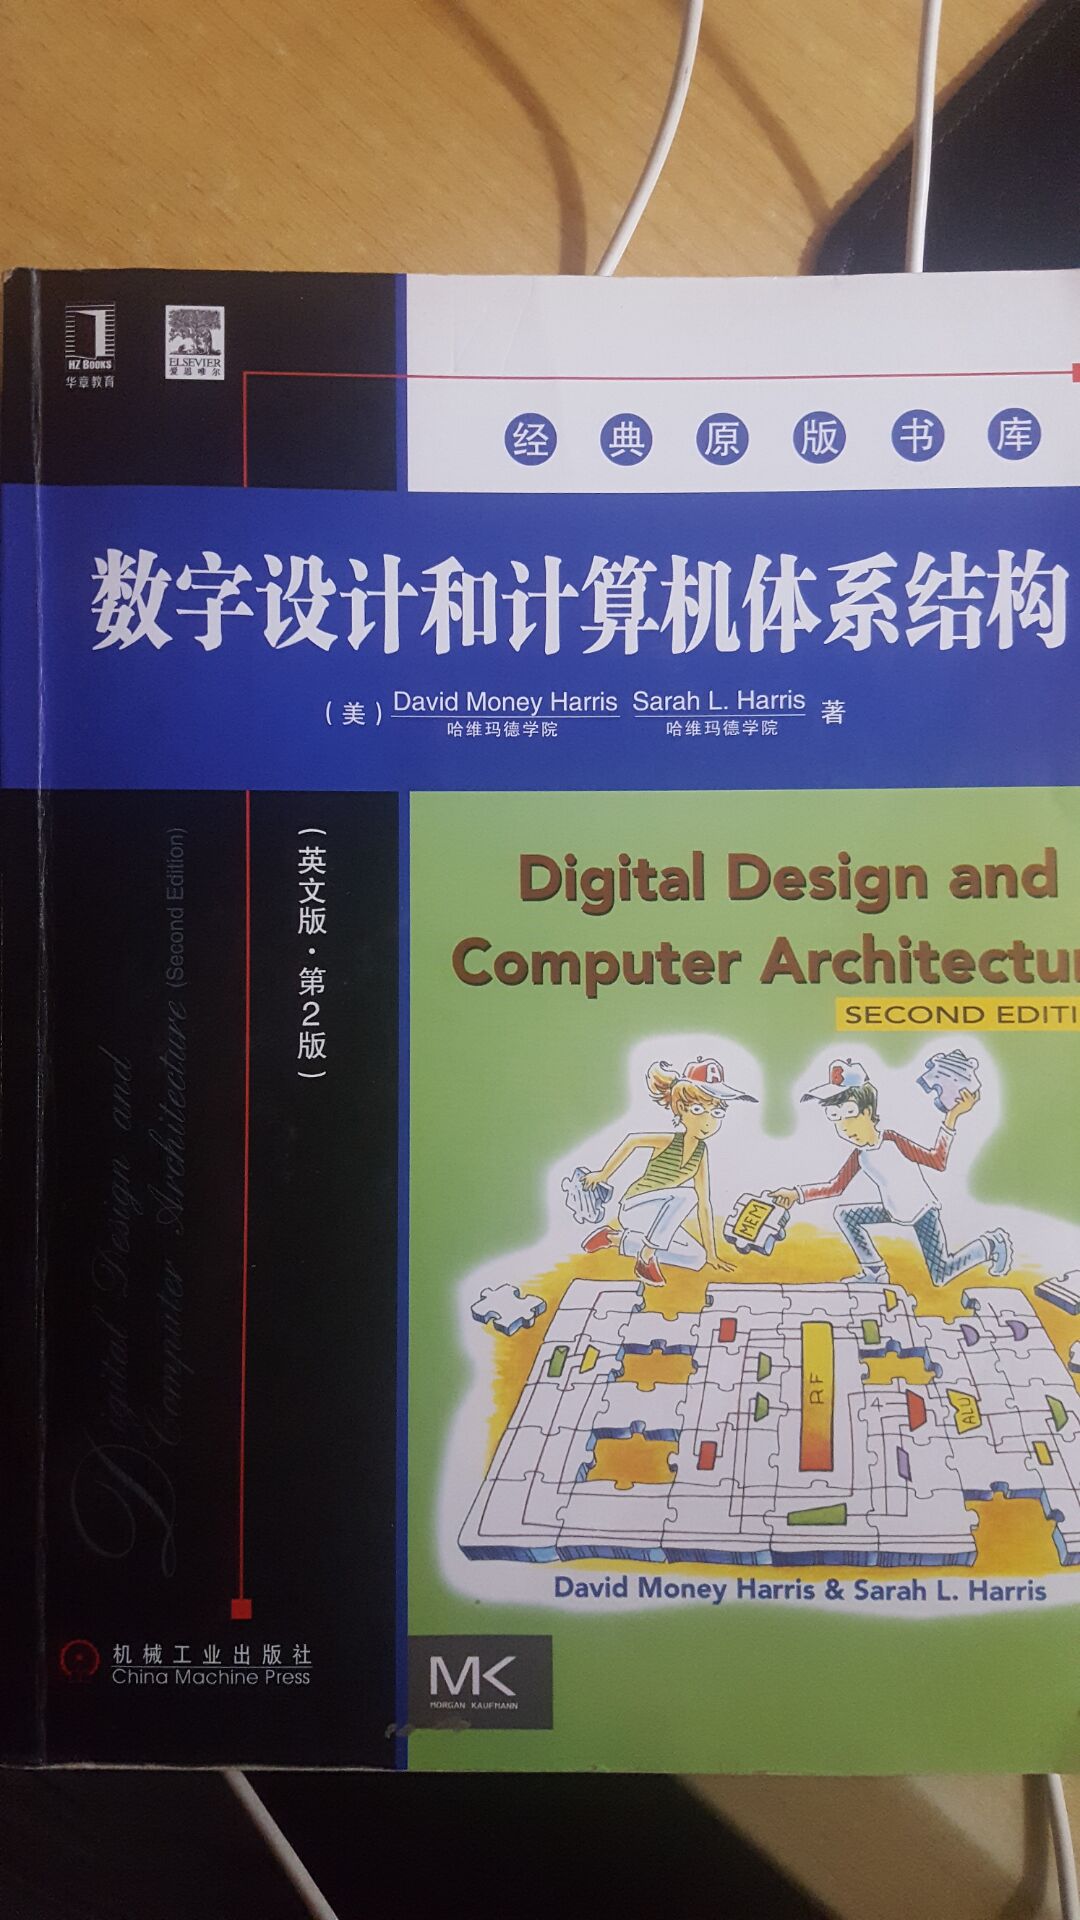 HZ BOOKS
华章教育
ELSEVIER
爱思唯尔
经典原版书库
数字设计和计算机体系结构
(美) David Money Harris Sarah L. Harris 著
哈维玛德学院 哈维玛德学院
(英文版·第2版)
Digital Design and
Computer Architecture (Second Edition)
Digital Design and
Computer Architectu
SECOND EDITI
A
B
MEM
RF
4
ALU
David Money Harris & Sarah L. Harris
机械工业出版社
China Machine Press
MK
MORGAN KAUFMANN